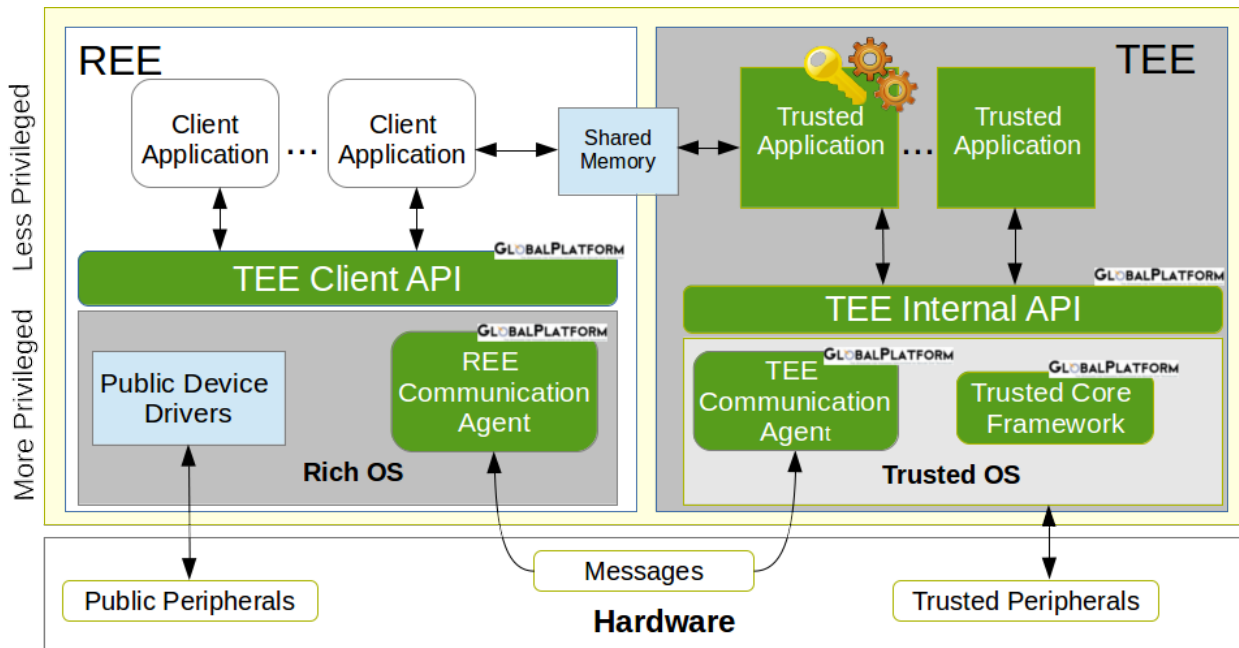 REE
TEE
Less Privileged
More Privileged
Client
Application
...
Client
Application
Shared
Memory
Trusted
Application
...
Trusted
Application
GLOBALPLATFORM
TEE Client API
GLOBALPLATFORM
TEE Internal API
Public Device
Drivers
GLOBALPLATFORM
REE
Communication
Agent
Rich OS
GLOBALPLATFORM
TEE
Communication
Agent
GLOBALPLATFORM
Trusted Core
Framework
Trusted OS
Public Peripherals
Messages
Trusted Peripherals
Hardware